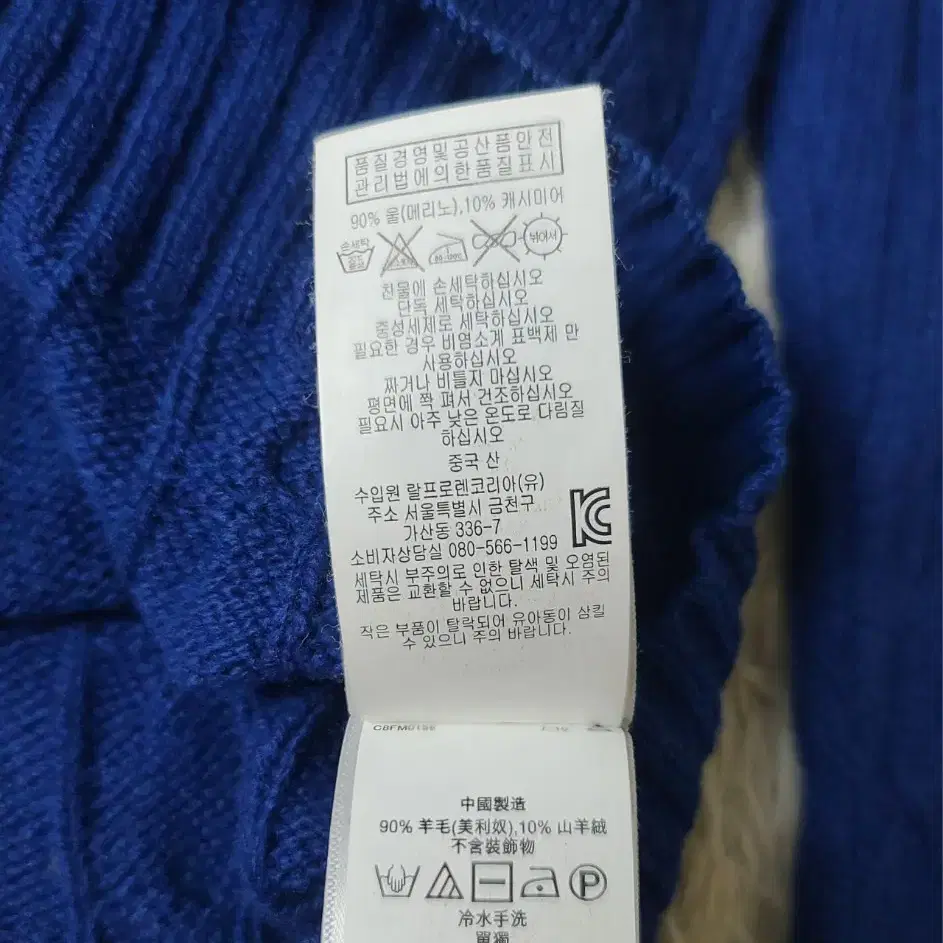 품질경영및공산품안전
관리법에의한품질표시
90% 울(메리노),10% 캐시미어
손세탁
80-120℃
뉘어서
찬물에 손세탁하십시오
단독 세탁하십시오
중성세제로 세탁하십시오
필요한 경우 비염소계 표백제 만
사용하십시오
짜거나 비틀지 마십시오
평면에 쫙 펴서 건조하십시오
필요시 아주 낮은 온도로 다림질
하십시오
중국 산
수입원 랄프로렌코리아(유)
주소 서울특별시 금천구
가산동 336-7
소비자상담실 080-566-1199
세탁시 부주의로 인한 탈색 및 오염된
제품은 교환할 수 없으니 세탁시 주의
바랍니다.
작은 부품이 탈락되어 유아동이 삼킬
수 있으니 주의 바랍니다.
中國製造
90% 羊毛(美利奴),10% 山羊絨
不含裝飾物
P
冷水手洗
單獨